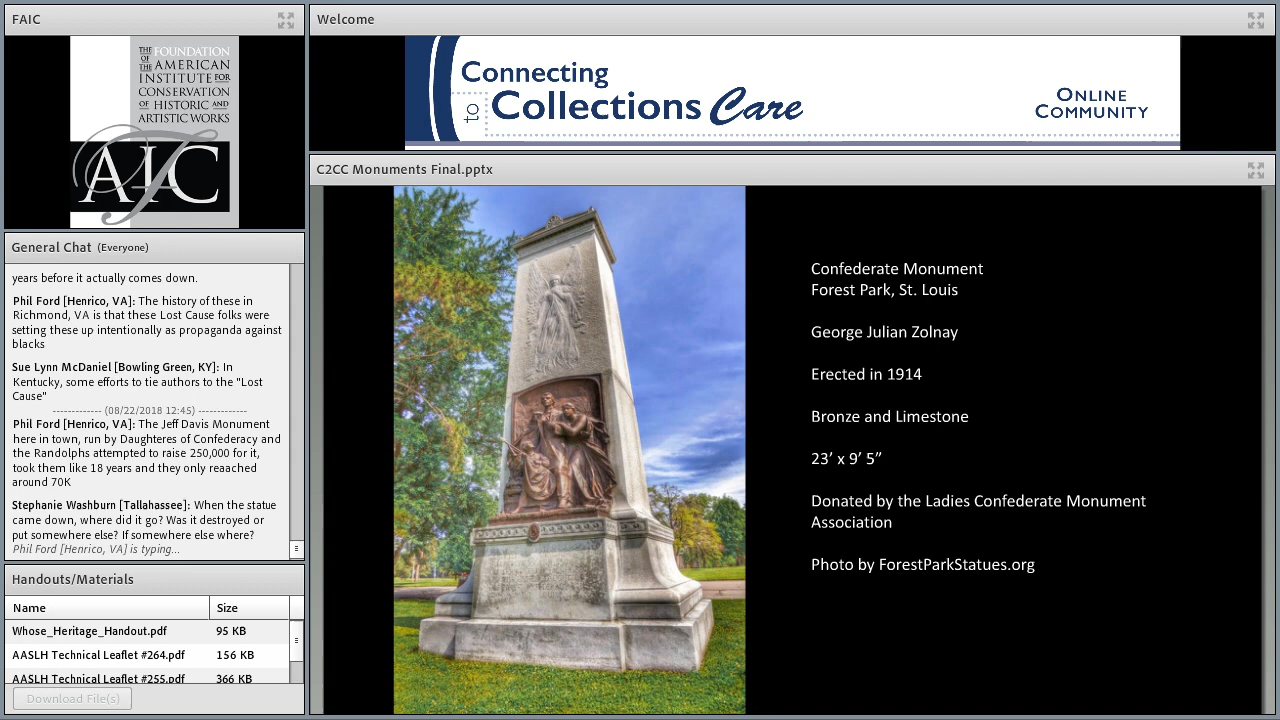 FAIC
THE FOUNDATION
OF THE AMERICAN
INSTITUTE FOR
CONSERVATION
OF HISTORIC AND
ARTISTIC WORKS
FAIC
General Chat (Everyone)
years before it actually comes down.
Phil Ford [Henrico, VA]: The history of these in
Richmond, VA is that these Lost Cause folks were
setting these up intentionally as propaganda against
blacks
Sue Lynn McDaniel [Bowling Green, KY]: In
Kentucky, some efforts to tie authors to the "Lost
Cause"
------------- (08/22/2018 12:45) -------------
Phil Ford [Henrico, VA]: The Jeff Davis Monument
here in town, run by Daughteres of Confederacy and
the Randolphs attempted to raise 250,000 for it,
took them like 18 years and they only reaached
around 70K
Stephanie Washburn [Tallahassee]: When the statue
came down, where did it go? Was it destroyed or
put somewhere else? If somewhere else where?
Phil Ford [Henrico, VA] is typing...
Handouts/Materials
Name Size
Whose_Heritage_Handout.pdf 95 KB
AASLH Technical Leaflet #264.pdf 156 KB
AASLH Technical Leaflet #255.pdf 366 KB
Download File(s)
Welcome
Connecting
to Collections Care
ONLINE
COMMUNITY
C2CC Monuments Final.pptx
Confederate Monument
Forest Park, St. Louis
George Julian Zolnay
Erected in 1914
Bronze and Limestone
23’ x 9’ 5”
Donated by the Ladies Confederate Monument
Association
Photo by ForestParkStatues.org